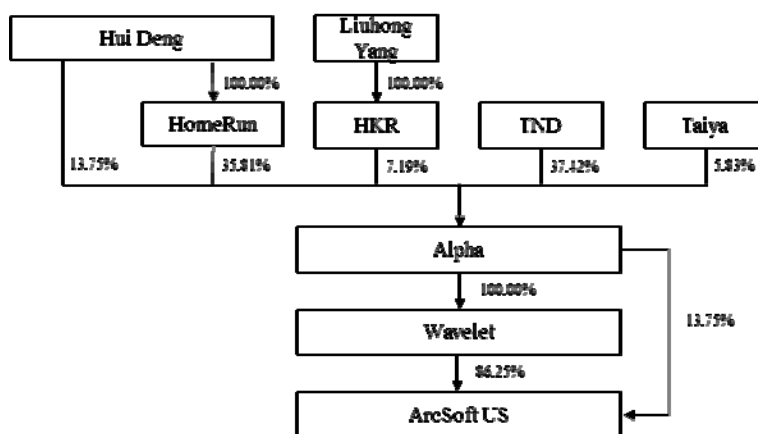 Hui Deng
Liuhong
Yang
100.00%
100.00%
HomeRun
HKR
TND
Taiya
13.75%
35.81%
7.19%
37.42%
5.83%
Alpha
100.00%
13.75%
Wavelet
86.25%
ArcSoft US